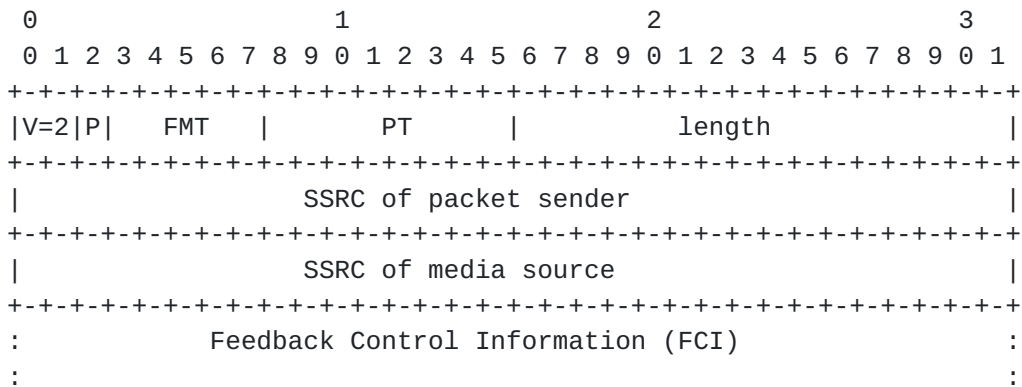 0                   1                   2                   3
 0 1 2 3 4 5 6 7 8 9 0 1 2 3 4 5 6 7 8 9 0 1 2 3 4 5 6 7 8 9 0 1
+-+-+-+-+-+-+-+-+-+-+-+-+-+-+-+-+-+-+-+-+-+-+-+-+-+-+-+-+-+-+-+-+
|V=2|P|   FMT   |       PT      |          length               |
+-+-+-+-+-+-+-+-+-+-+-+-+-+-+-+-+-+-+-+-+-+-+-+-+-+-+-+-+-+-+-+-+
|                  SSRC of packet sender                        |
+-+-+-+-+-+-+-+-+-+-+-+-+-+-+-+-+-+-+-+-+-+-+-+-+-+-+-+-+-+-+-+-+
|                  SSRC of media source                         |
+-+-+-+-+-+-+-+-+-+-+-+-+-+-+-+-+-+-+-+-+-+-+-+-+-+-+-+-+-+-+-+-+
:            Feedback Control Information (FCI)                 :
:                                                               :